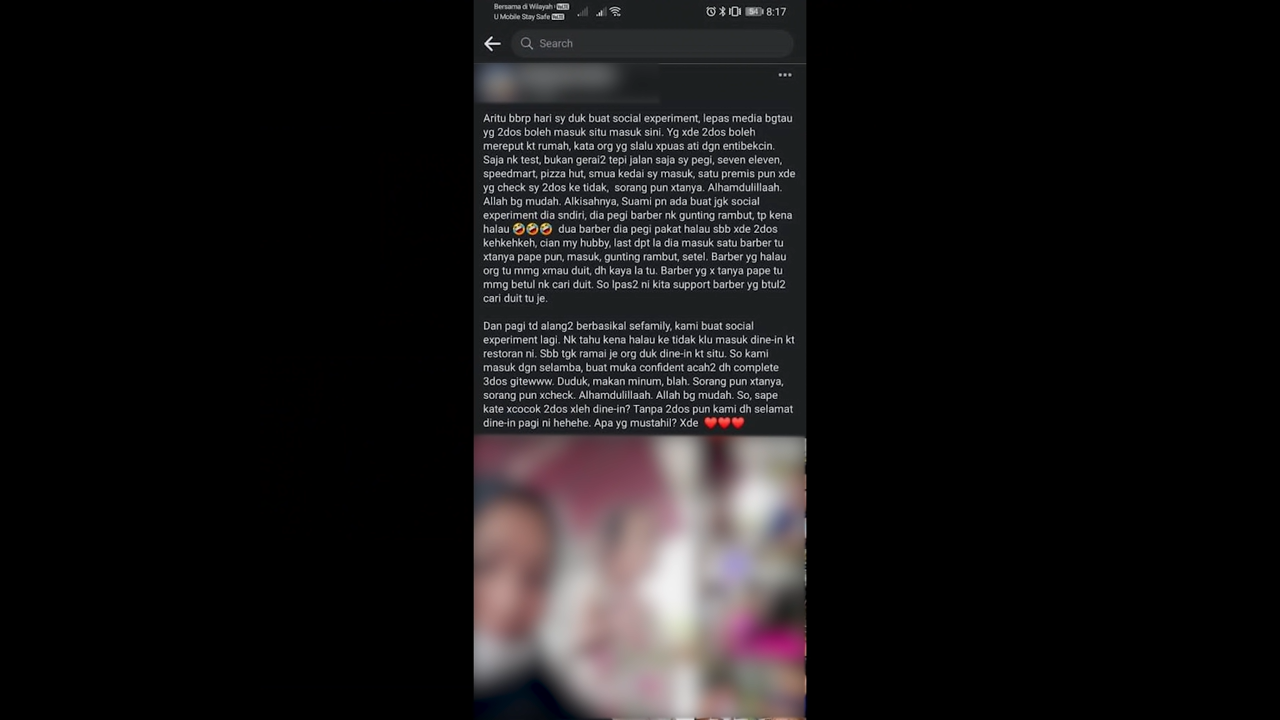 Bersama di Wilayah
U Mobile Stay Safe
54 8:17
Search
Aritu bbrp hari sy duk buat social experiment, lepas media bgtau
yg 2dos boleh masuk situ masuk sini. Yg xde 2dos boleh
mereput kt rumah, kata org yg slalu xpuas ati dgn entibekcin.
Saja nk test, bukan gerai2 tepi jalan saja sy pegi, seven eleven,
speedmart, pizza hut, smua kedai sy masuk, satu premis pun xde
yg check sy 2dos ke tidak, sorang pun xtanya. Alhamdulillaah.
Allah bg mudah. Alkisahnya, Suami pn ada buat jgk social
experiment dia sndiri, dia pegi barber nk gunting rambut, tp kena
halau 🤣🤣🤣 dua barber dia pegi pakat halau sbb xde 2dos
kehkehkeh, cian my hubby, last dpt la dia masuk satu barber tu
xtanya pape pun, masuk, gunting rambut, setel. Barber yg halau
org tu mmg xmau duit, dh kaya la tu. Barber yg x tanya pape tu
mmg betul nk cari duit. So lpas2 ni kita support barber yg btul2
cari duit tu je.
Dan pagi td alang2 berbasikal sefamily, kami buat social
experiment lagi. Nk tahu kena halau ke tidak klu masuk dine-in kt
restoran ni. Sbb tgk ramai je org duk dine-in kt situ. So kami
masuk dgn selamba, buat muka confident acah2 dh complete
3dos gitewww. Duduk, makan minum, blah. Sorang pun xtanya,
sorang pun xcheck. Alhamdulillaah. Allah bg mudah. So, sape
kate xcocok 2dos xleh dine-in? Tanpa 2dos pun kami dh selamat
dine-in pagi ni hehehe. Apa yg mustahil? Xde ❤️❤️❤️